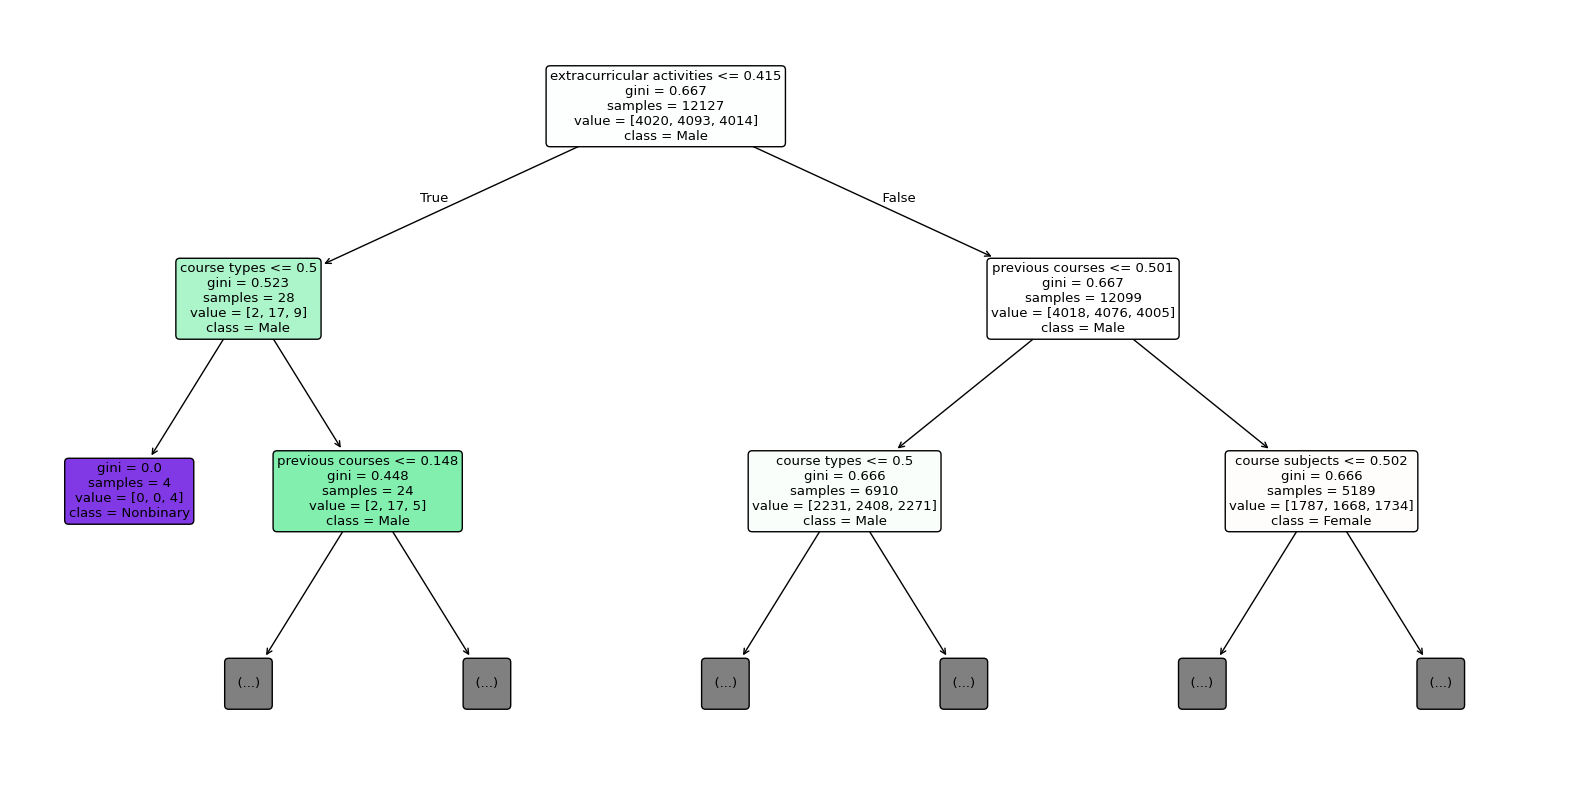 extracurricular activities <= 0.415
gini = 0.667
samples = 12127
value = [4020, 4093, 4014]
class = Male
True
False
course types <= 0.5
gini = 0.523
samples = 28
value = [2, 17, 9]
class = Male
previous courses <= 0.501
gini = 0.667
samples = 12099
value = [4018, 4076, 4005]
class = Male
gini = 0.0
samples = 4
value = [0, 0, 4]
class = Nonbinary
previous courses <= 0.148
gini = 0.448
samples = 24
value = [2, 17, 5]
class = Male
course types <= 0.5
gini = 0.666
samples = 6910
value = [2231, 2408, 2271]
class = Male
course subjects <= 0.502
gini = 0.666
samples = 5189
value = [1787, 1668, 1734]
class = Female
(...)
(...)
(...)
(...)
(...)
(...)